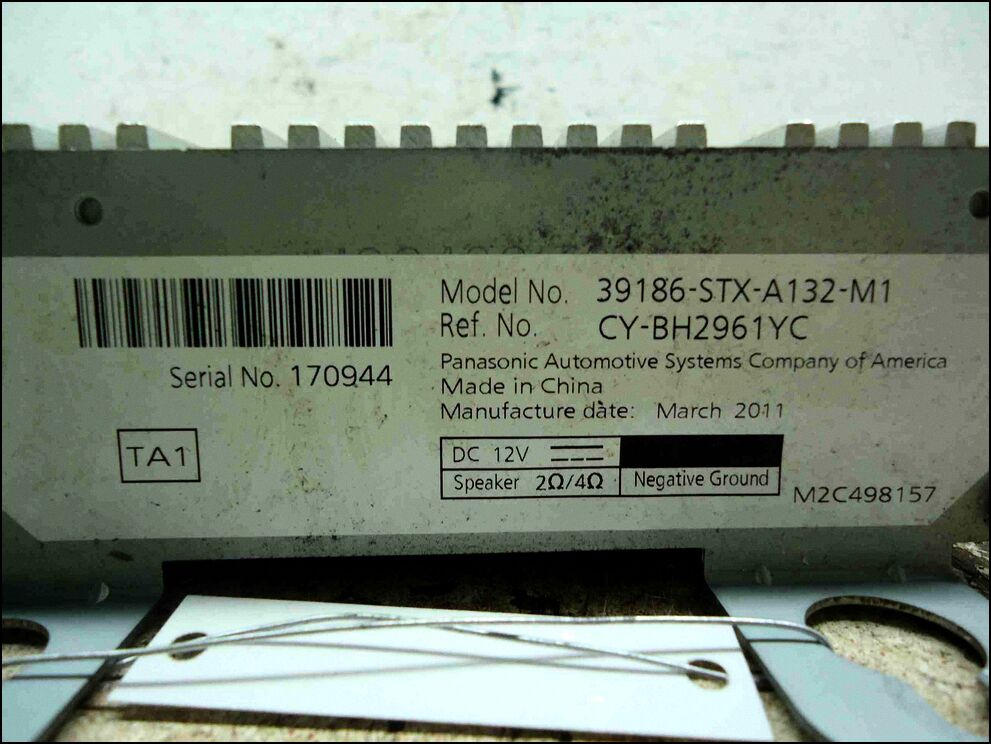 Model No. 39186-STX-A132-M1
Ref. No. CY-BH2961YC
Panasonic Automotive Systems Company of America
Made in China
Manufacture date: March 2011
Serial No. 170944
TA1
DC 12V
Speaker 2Ω/4Ω
Negative Ground
M2C498157